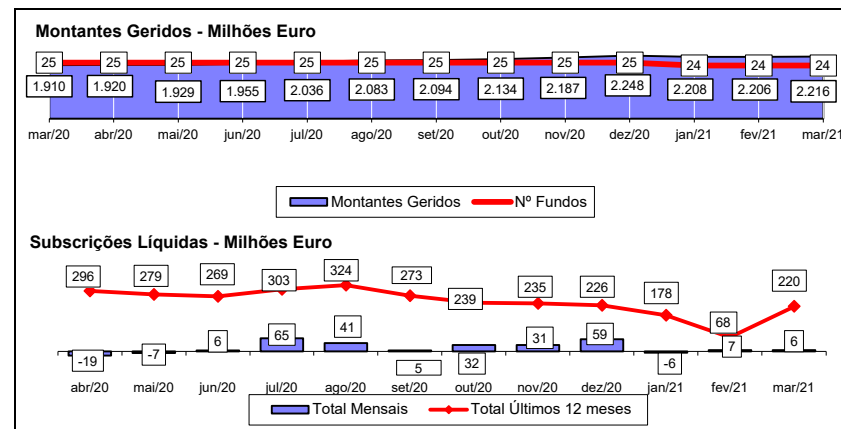 Montantes Geridos - Milhões Euro
25 25 25 25 25 25 25 25 25 25 24 24 24
1.910 1.920 1.929 1.955 2.036 2.083 2.094 2.134 2.187 2.248 2.208 2.206 2.216
mar/20 abr/20 mai/20 jun/20 jul/20 ago/20 set/20 out/20 nov/20 dez/20 jan/21 fev/21 mar/21
Montantes Geridos Nº Fundos
Subscrições Líquidas - Milhões Euro
296 279 269 303 324 273 239 235 226 178 68 220
-19 -7 6 65 41 5 32 31 59 -6 7 6
abr/20 mai/20 jun/20 jul/20 ago/20 set/20 out/20 nov/20 dez/20 jan/21 fev/21 mar/21
Total Mensais Total Últimos 12 meses